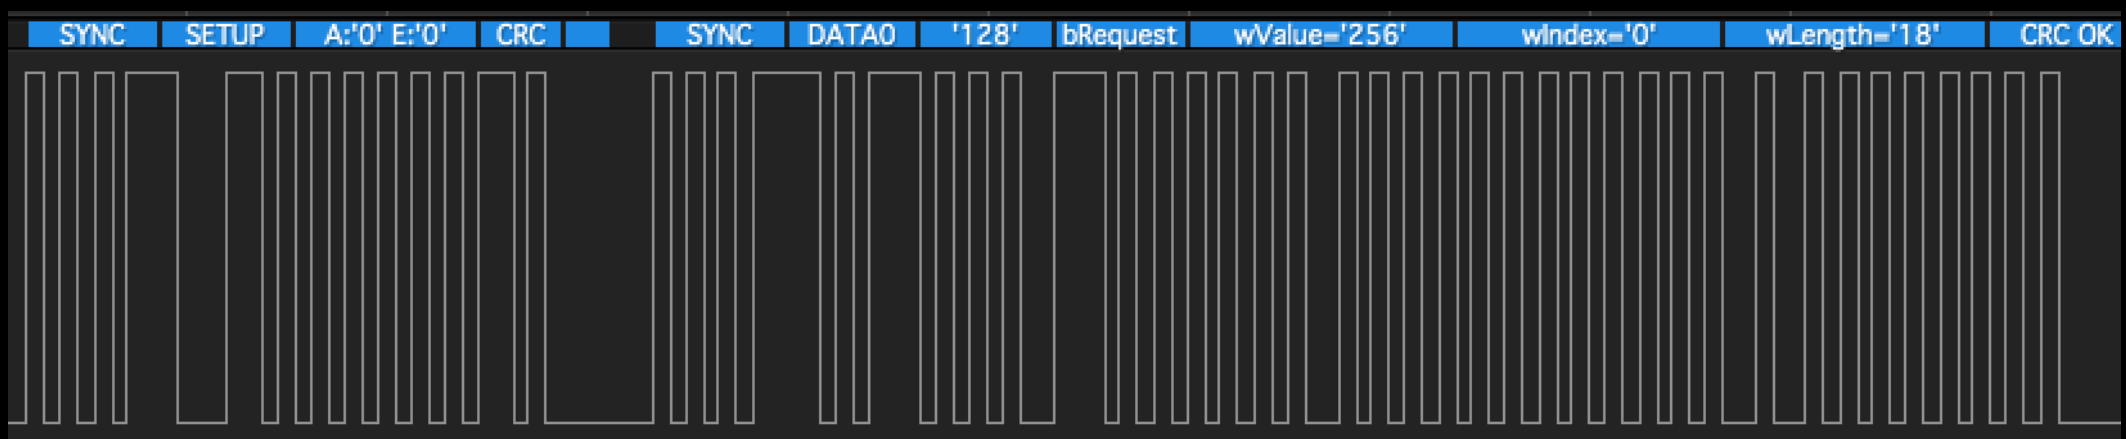 SYNC SETUP A:'0' E:'0' CRC SYNC DATA0 '128' bRequest wValue='256' wIndex='0' wLength='18' CRC OK